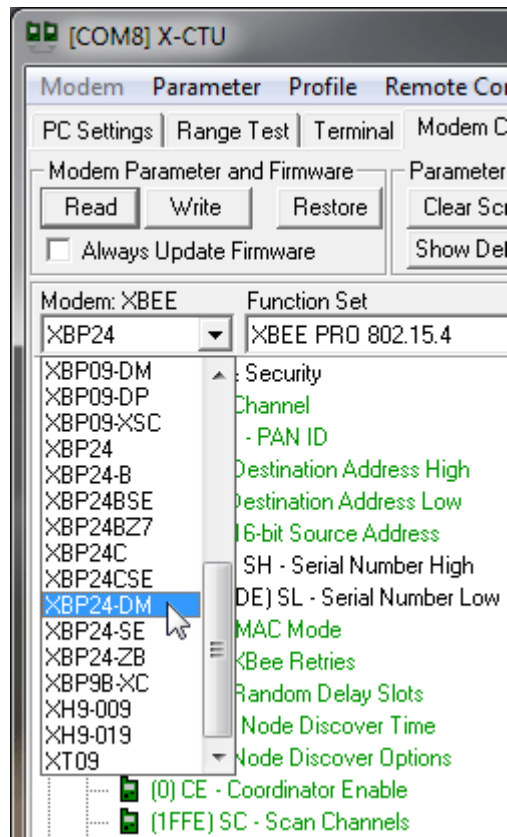 [COM8] X-CTU
Modem Parameter Profile Remote Co
PC Settings Range Test Terminal Modem C
Modem Parameter and Firmware Parameter
Read Write Restore Clear Scr
Always Update Firmware Show Def
Modem: XBEE Function Set
XBP24 XBEE PRO 802.15.4
XBP09-DM Security
XBP09-DP Channel
XBP09-XSC - PAN ID
XBP24 Destination Address High
XBP24-B Destination Address Low
XBP24BSE 16-bit Source Address
XBP24BZ7 SH - Serial Number High
XBP24C DE) SL - Serial Number Low
XBP24CSE MAC Mode
XBP24-DM XBee Retries
XBP24-SE Random Delay Slots
XBP24-ZB Node Discover Time
XBP9B-XC Node Discover Options
XH9-009
XH9-019
XT09
(0) CE - Coordinator Enable
(1FFE) SC - Scan Channels